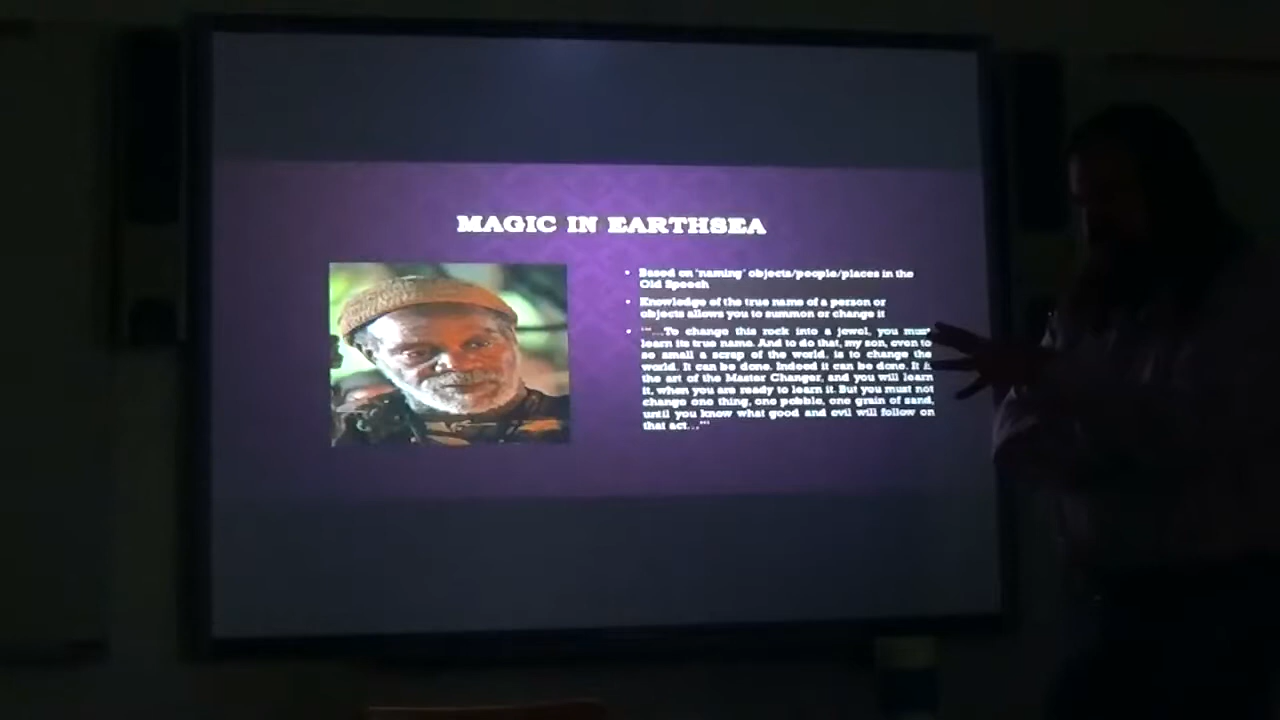 MAGIC IN EARTHSEA
• Based on 'naming' objects/people/places in the
Old Speech
• Knowledge of the true name of a person or
objects allows you to summon or change it
• "'...To change this rock into a jewel, you must
learn its true name. And to do that, my son, even to
so small a scrap of the world, is to change the
world. It can be done. Indeed it can be done. It is
the art of the Master Changer, and you will learn
it, when you are ready to learn it. But you must not
change one thing, one pebble, one grain of sand,
until you know what good and evil will follow on
that act...'"